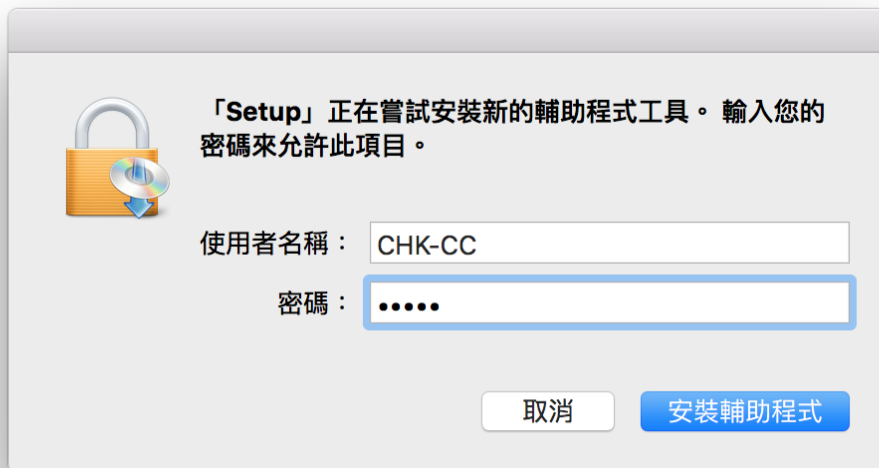 「Setup」正在嘗試安裝新的輔助程式工具。 輸入您的
密碼來允許此項目。
使用者名稱：
CHK-CC
密碼：
•••••
取消
安裝輔助程式